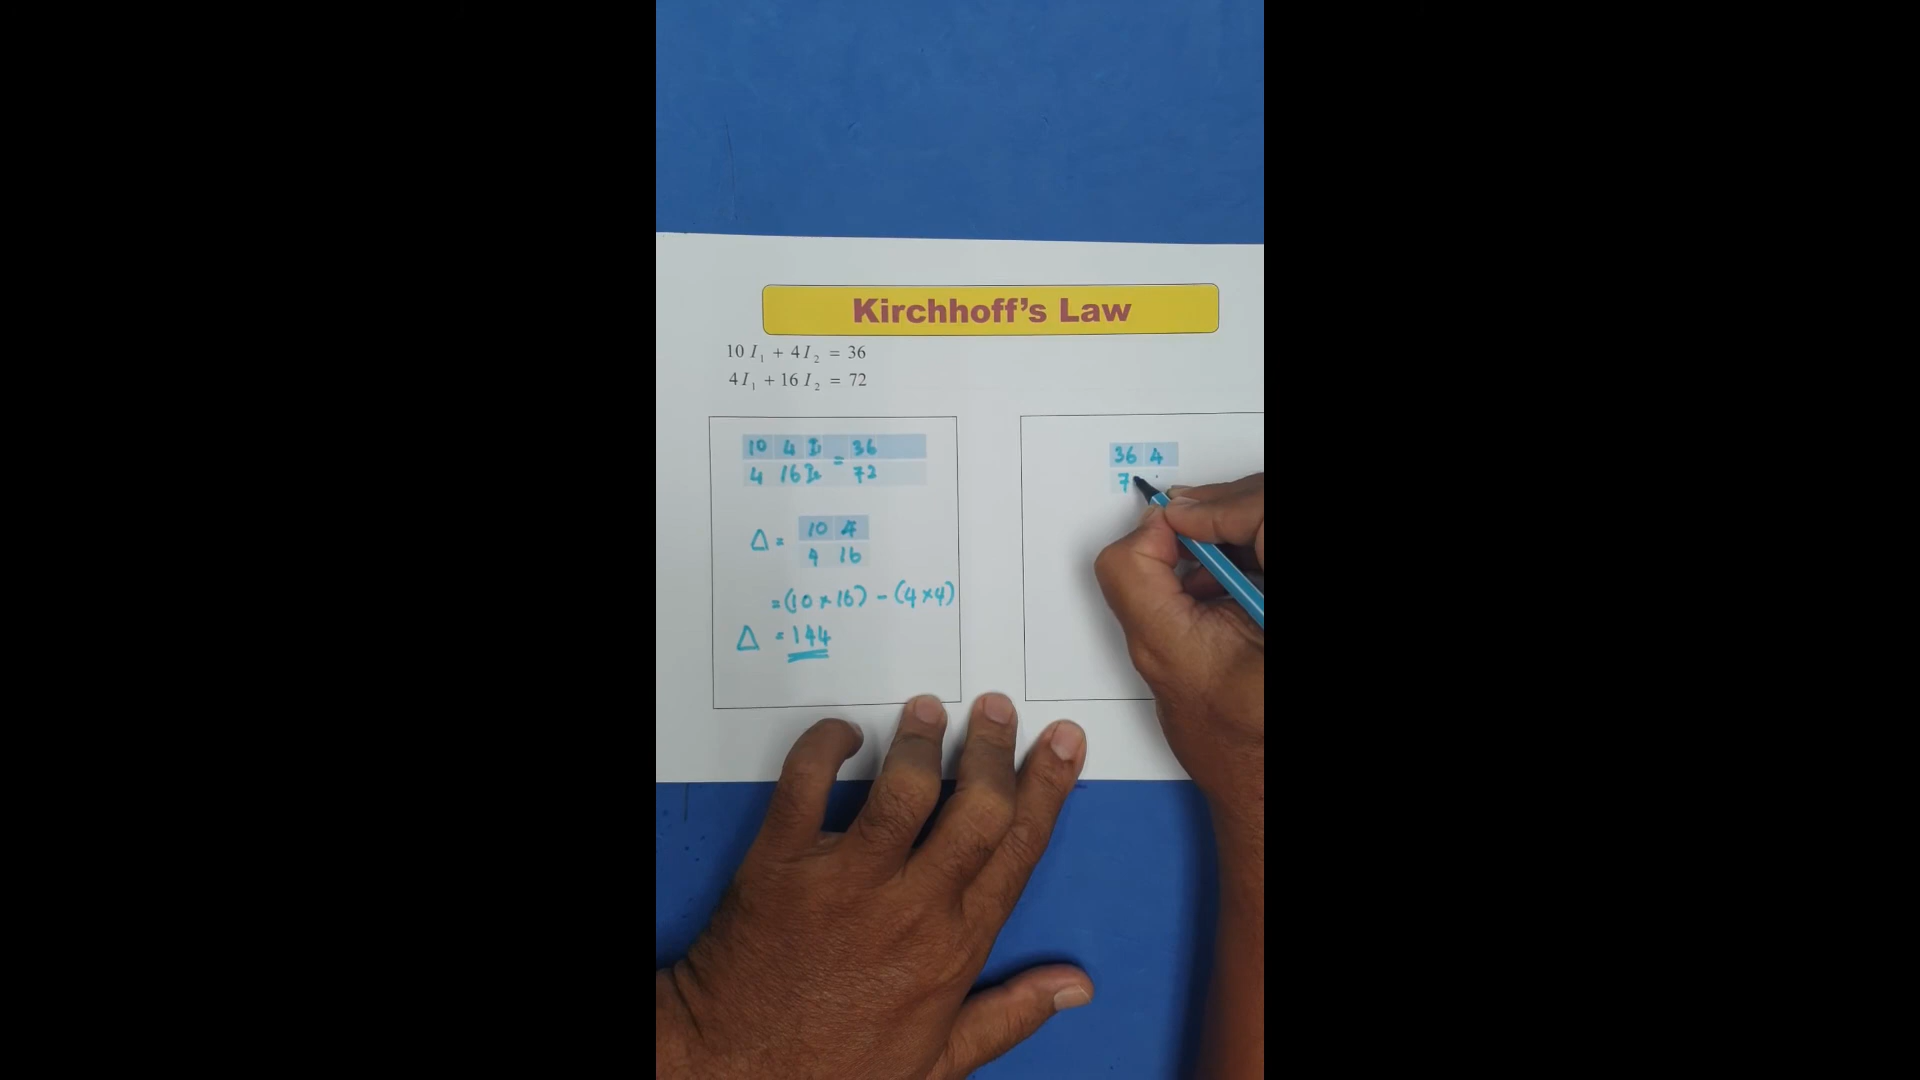 Kirchhoff's Law
10 I₁ + 4 I₂ = 36
4 I₁ + 16 I₂ = 72
10 4 I₁ = 36
4 16 I₂ 72
Δ = 10 4
4 16
= (10 × 16) - (4 × 4)
Δ = 144
36 4
7